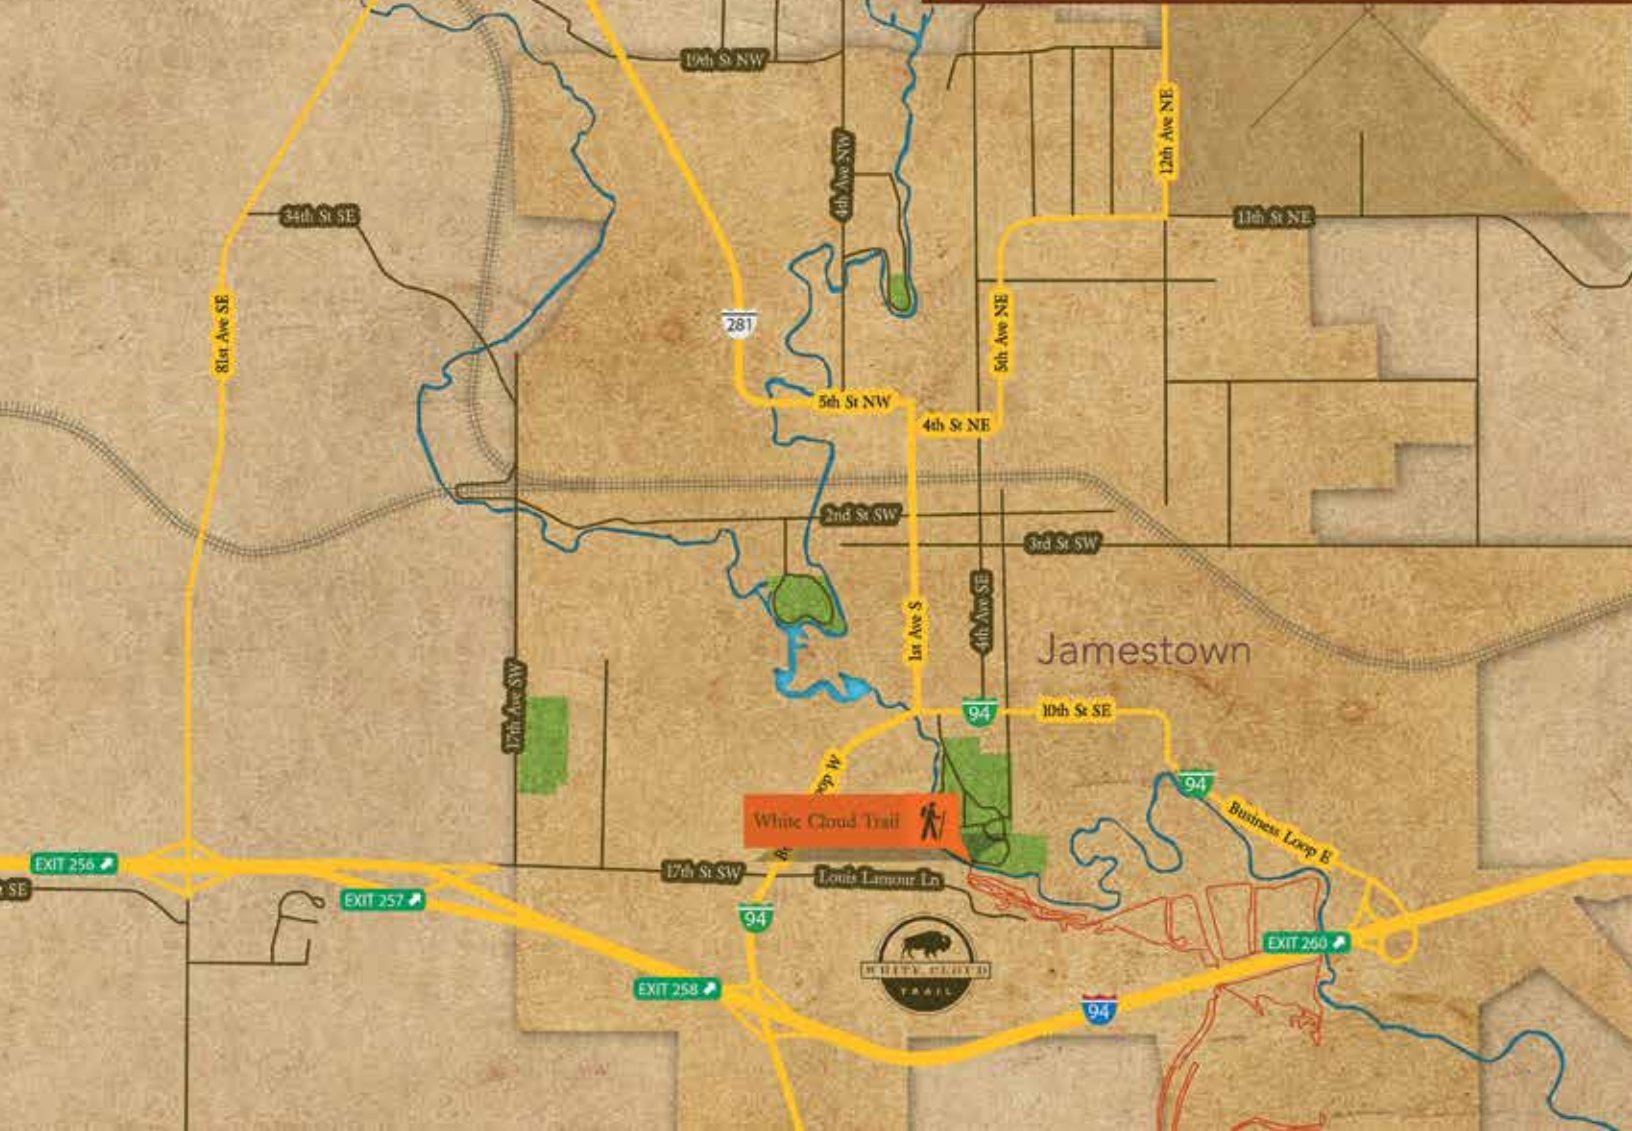 19th St NW
4th Ave NW
12th Ave NE
34th St SE
13th St NE
81st Ave SE
281
5th Ave NE
5th St NW
4th St NE
2nd St SW
3rd St SW
1st Ave S
4th Ave SE
Jamestown
17th Ave SW
94
10th St SE
oop W
94
White Cloud Trail
Business Loop E
EXIT 256
SE
17th St SW
Louis Lamour Ln
EXIT 257
94
EXIT 260
WHITE CLOUD
TRAIL
EXIT 258
94